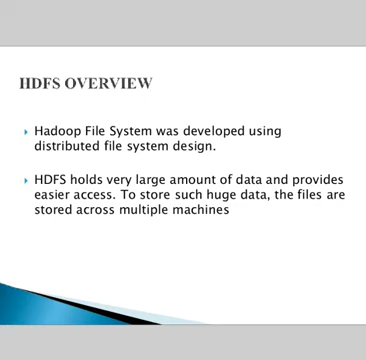 HDFS OVERVIEW
Hadoop File System was developed using
distributed file system design.
HDFS holds very large amount of data and provides
easier access. To store such huge data, the files are
stored across multiple machines